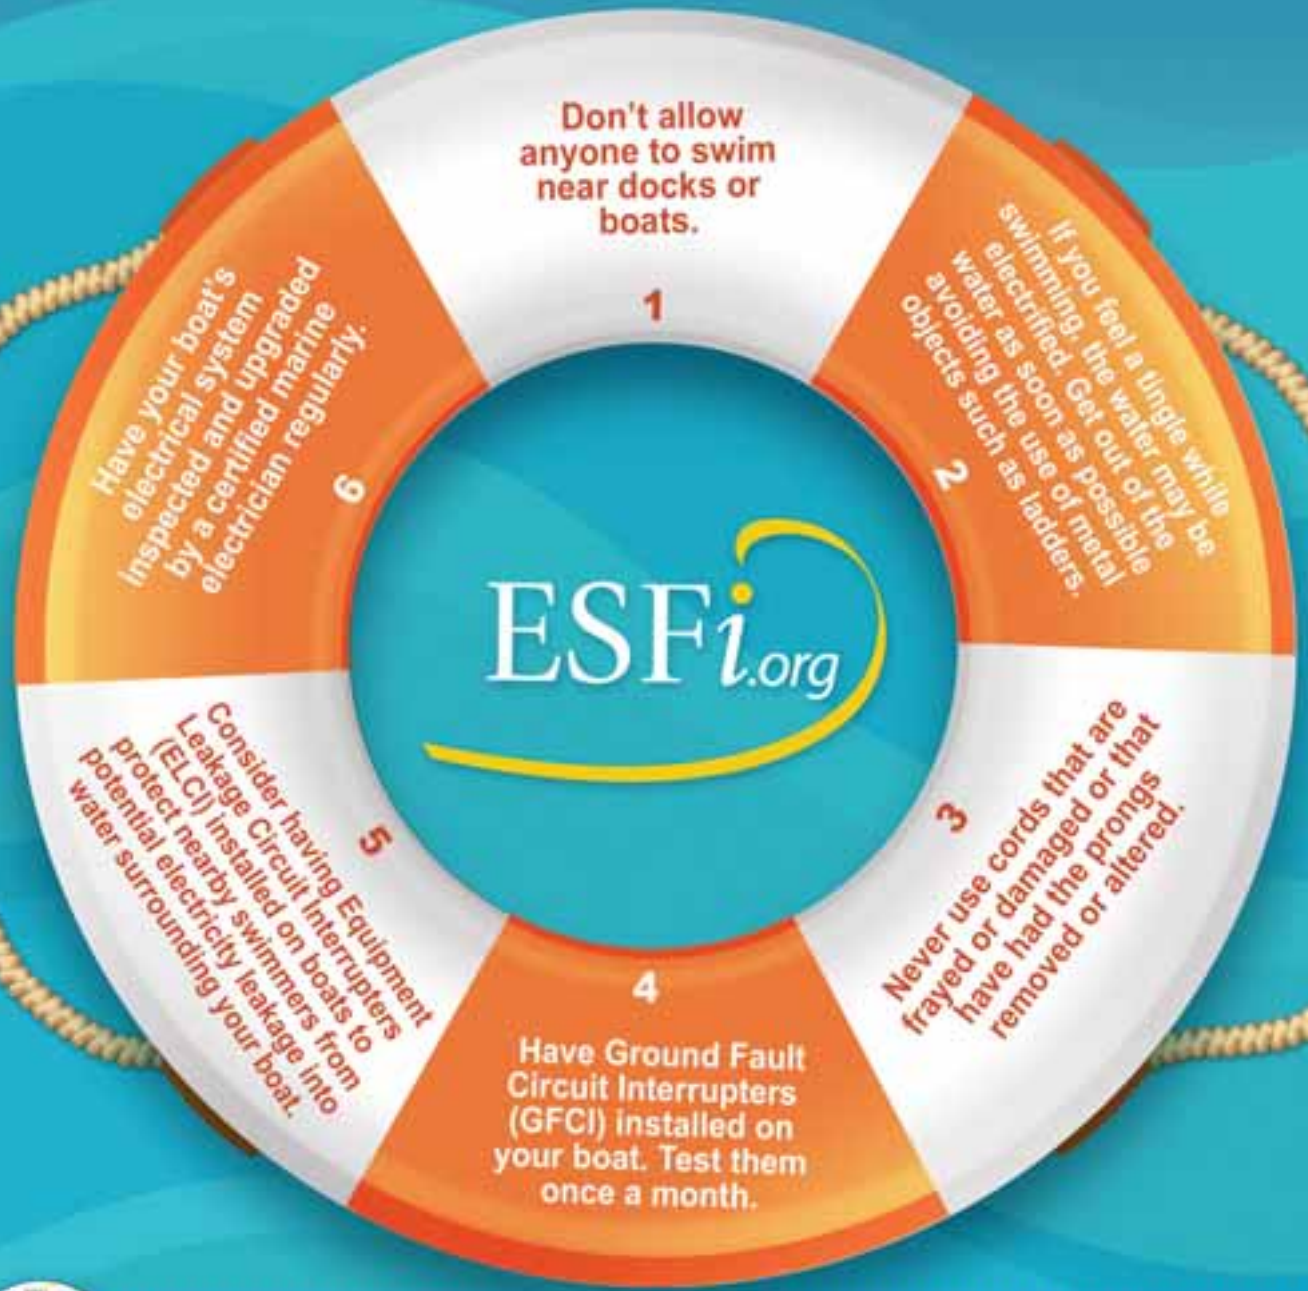 Don't allow
anyone to swim
near docks or
boats.
1
If you feel a tingle while
swimming, the water may be
electrified. Get out of the
water as soon as possible
avoiding the use of metal
objects such as ladders.
2
Never use cords that are
frayed or damaged or that
have had the prongs
removed or altered.
3
4
Have Ground Fault
Circuit Interrupters
(GFCI) installed on
your boat. Test them
once a month.
Consider having Equipment
Leakage Circuit Interrupters
(ELCI) installed on boats to
protect nearby swimmers from
potential electricity leakage into
water surrounding your boat.
5
Have your boat's
electrical system
Inspected and upgraded
by a certified marine
electrician regularly.
6
ESFi.org